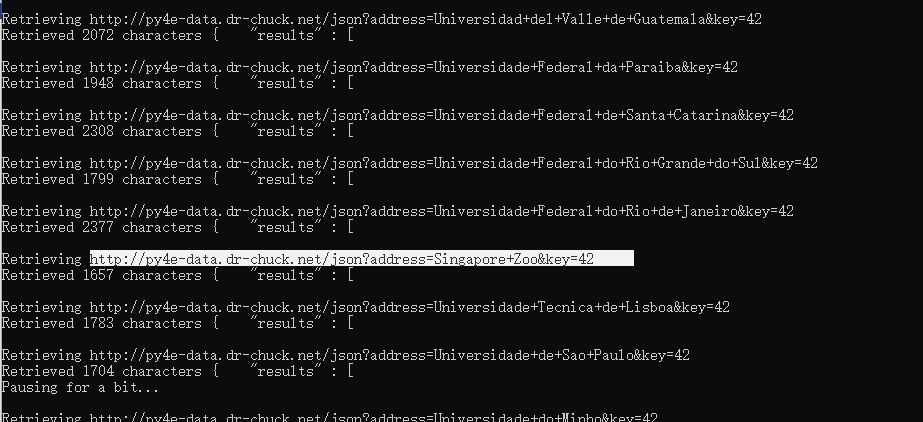 Retrieving http://py4e-data.dr-chuck.net/json?address=Universidad+del+Valle+de+Guatemala&key=42
Retrieved 2072 characters {    "results" : [
Retrieving http://py4e-data.dr-chuck.net/json?address=Universidade+Federal+da+Paraiba&key=42
Retrieved 1948 characters {    "results" : [
Retrieving http://py4e-data.dr-chuck.net/json?address=Universidade+Federal+de+Santa+Catarina&key=42
Retrieved 2308 characters {    "results" : [
Retrieving http://py4e-data.dr-chuck.net/json?address=Universidade+Federal+do+Rio+Grande+do+Sul&key=42
Retrieved 1799 characters {    "results" : [
Retrieving http://py4e-data.dr-chuck.net/json?address=Universidade+Federal+do+Rio+de+Janeiro&key=42
Retrieved 2377 characters {    "results" : [
Retrieving http://py4e-data.dr-chuck.net/json?address=Singapore+Zoo&key=42
Retrieved 1657 characters {    "results" : [
Retrieving http://py4e-data.dr-chuck.net/json?address=Universidade+Tecnica+de+Lisboa&key=42
Retrieved 1783 characters {    "results" : [
Retrieving http://py4e-data.dr-chuck.net/json?address=Universidade+de+Sao+Paulo&key=42
Retrieved 1704 characters {    "results" : [
Pausing for a bit...
Retrieving http://py4e-data.dr-chuck.net/json?address=Universidade+do+Minho&key=42